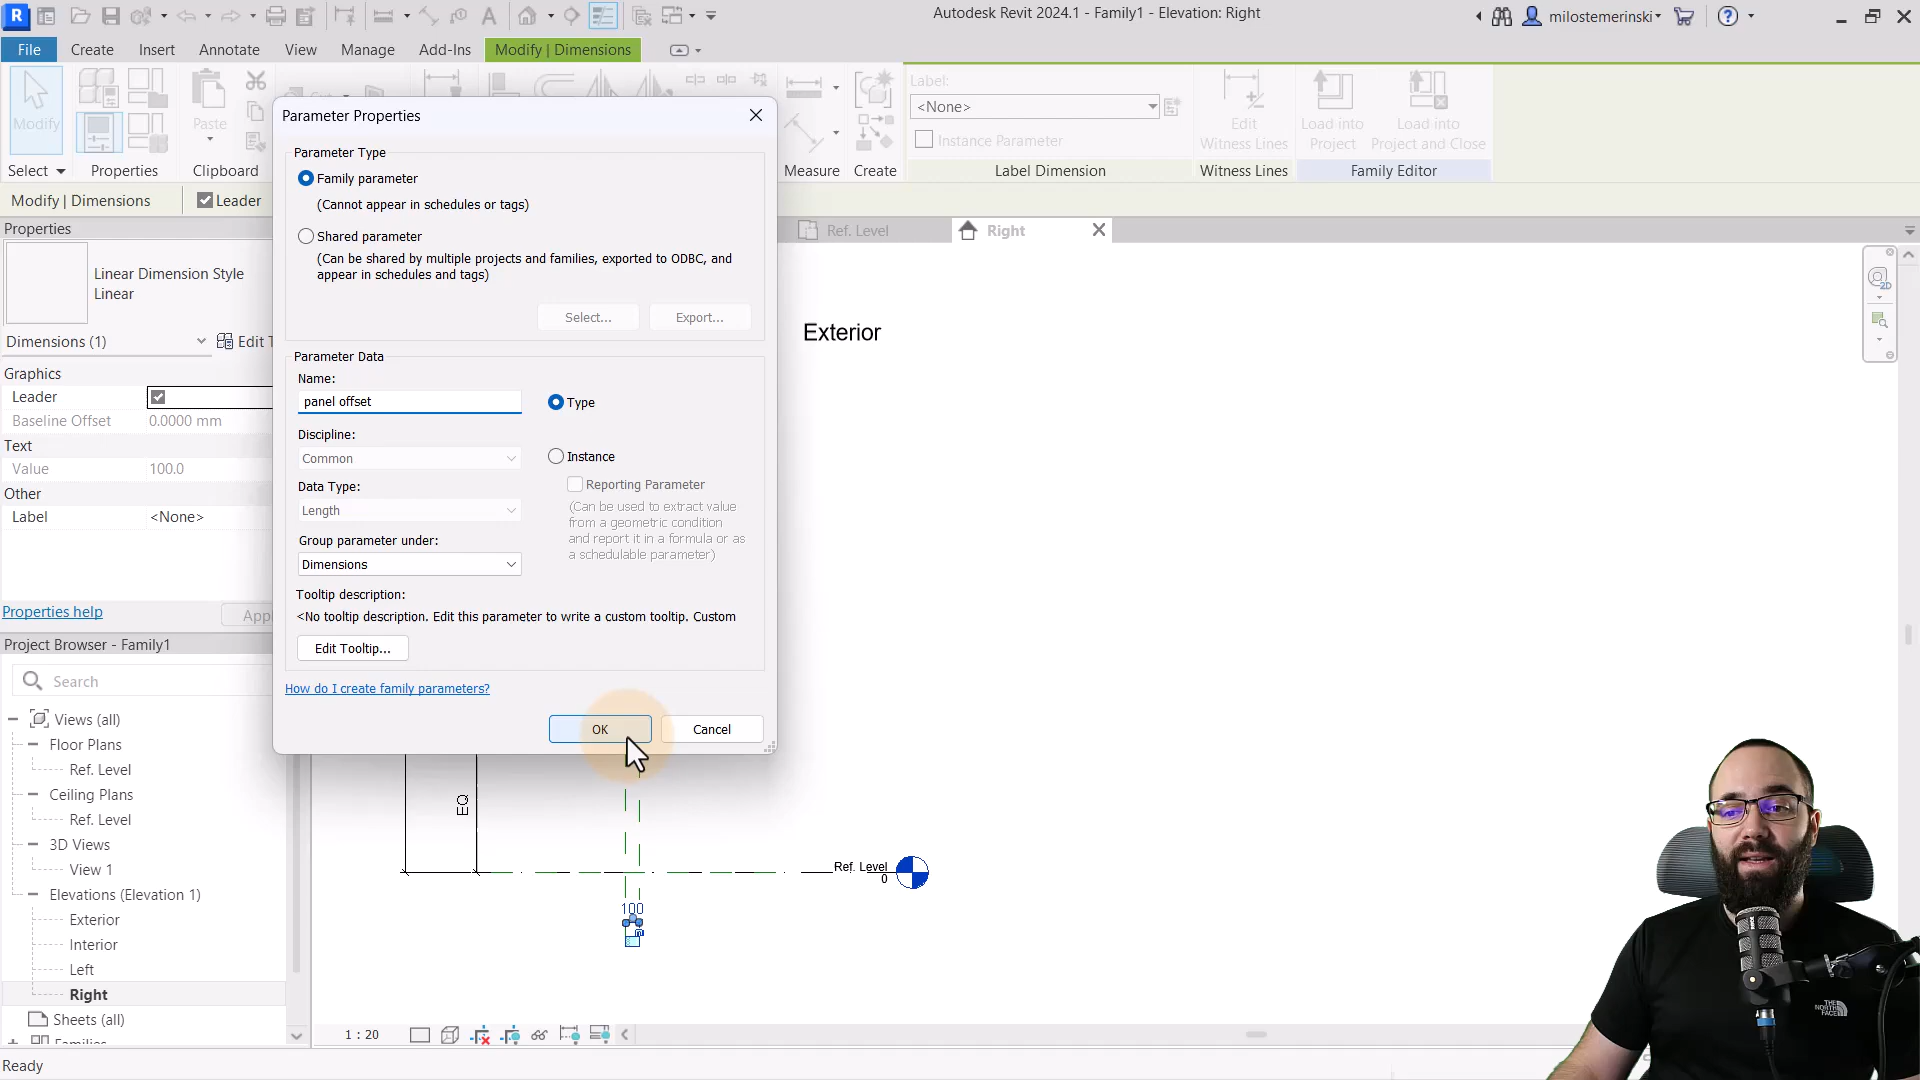 Autodesk Revit 2024.1 - Family1 - Elevation: Right
milostemerinski
File
Create
Insert
Annotate
View
Manage
Add-Ins
Modify | Dimensions
Modify
Paste
Label:
<None>
Instance Parameter
Edit
Witness Lines
Load into
Project
Load into
Project and Close
Select
Properties
Clipboard
Measure
Create
Label Dimension
Witness Lines
Family Editor
Modify | Dimensions
Leader
Properties
Linear Dimension Style
Linear
Dimensions (1)
Edit T
Graphics
Leader
Baseline Offset
0.0000 mm
Text
Value
100.0
Other
Label
<None>
Properties help
Appl
Project Browser - Family1
Search
Views (all)
Floor Plans
Ref. Level
Ceiling Plans
Ref. Level
3D Views
View 1
Elevations (Elevation 1)
Exterior
Interior
Left
Right
Sheets (all)
Families
Ready
Parameter Properties
Parameter Type
Family parameter
(Cannot appear in schedules or tags)
Shared parameter
(Can be shared by multiple projects and families, exported to ODBC, and
appear in schedules and tags)
Select...
Export...
Parameter Data
Name:
panel offset
Type
Discipline:
Common
Instance
Data Type:
Length
Reporting Parameter
(Can be used to extract value
from a geometric condition
and report it in a formula or as
a schedulable parameter)
Group parameter under:
Dimensions
Tooltip description:
<No tooltip description. Edit this parameter to write a custom tooltip. Custom
Edit Tooltip...
How do I create family parameters?
OK
Cancel
Ref. Level
Right
2D
Exterior
EQ
Ref. Level
0
100
1 : 20
THE
NORTH
FACE